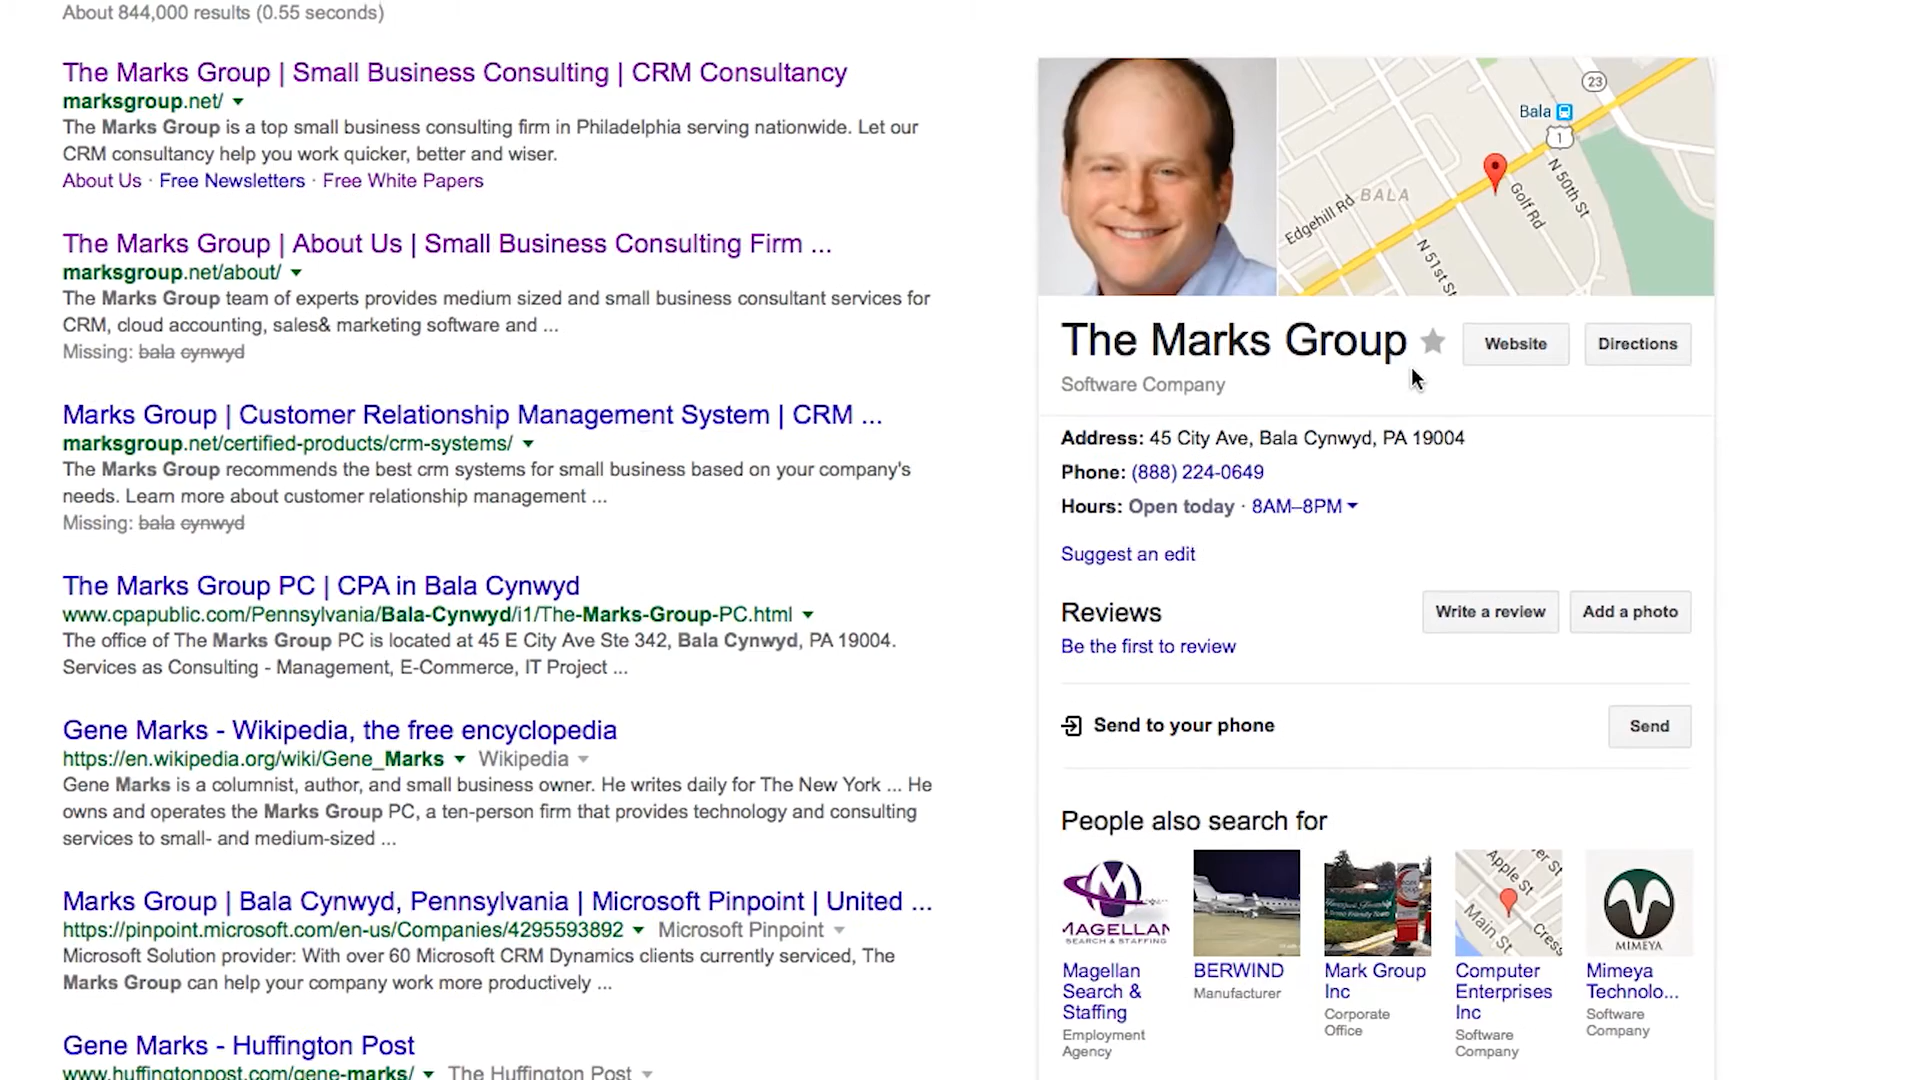 About 844,000 results (0.55 seconds)
The Marks Group | Small Business Consulting | CRM Consultancy
marksgroup.net/
The Marks Group is a top small business consulting firm in Philadelphia serving nationwide. Let our
CRM consultancy help you work quicker, better and wiser.
About Us · Free Newsletters · Free White Papers
The Marks Group | About Us | Small Business Consulting Firm ...
marksgroup.net/about/
The Marks Group team of experts provides medium sized and small business consultant services for
CRM, cloud accounting, sales& marketing software and ...
Missing: bala cynwyd
Marks Group | Customer Relationship Management System | CRM ...
marksgroup.net/certified-products/crm-systems/
The Marks Group recommends the best crm systems for small business based on your company's
needs. Learn more about customer relationship management ...
Missing: bala cynwyd
The Marks Group PC | CPA in Bala Cynwyd
www.cpapublic.com/Pennsylvania/Bala-Cynwyd/i1/The-Marks-Group-PC.html
The office of The Marks Group PC is located at 45 E City Ave Ste 342, Bala Cynwyd, PA 19004.
Services as Consulting - Management, E-Commerce, IT Project ...
Gene Marks - Wikipedia, the free encyclopedia
https://en.wikipedia.org/wiki/Gene_Marks Wikipedia
Gene Marks is a columnist, author, and small business owner. He writes daily for The New York ... He
owns and operates the Marks Group PC, a ten-person firm that provides technology and consulting
services to small- and medium-sized ...
Marks Group | Bala Cynwyd, Pennsylvania | Microsoft Pinpoint | United ...
https://pinpoint.microsoft.com/en-us/Companies/4295593892 Microsoft Pinpoint
Microsoft Solution provider: With over 60 Microsoft CRM Dynamics clients currently serviced, The
Marks Group can help your company work more productively ...
Gene Marks - Huffington Post
www.huffingtonpost.com/gene-marks/ The Huffington Post
23
Bala
1
BALA
Edgehill Rd
Golf Rd
N 50th St
N 51st St
The Marks Group
Website
Directions
Software Company
Address: 45 City Ave, Bala Cynwyd, PA 19004
Phone: (888) 224-0649
Hours: Open today · 8AM–8PM
Suggest an edit
Reviews
Write a review
Add a photo
Be the first to review
Send to your phone
Send
People also search for
MAGELLAN
SEARCH & STAFFING
Apple St
Main St
MIMEYA
Magellan
Search &
Staffing
Employment
Agency
BERWIND
Manufacturer
Mark Group
Inc
Corporate
Office
Computer
Enterprises
Inc
Software
Company
Mimeya
Technolo...
Software
Company